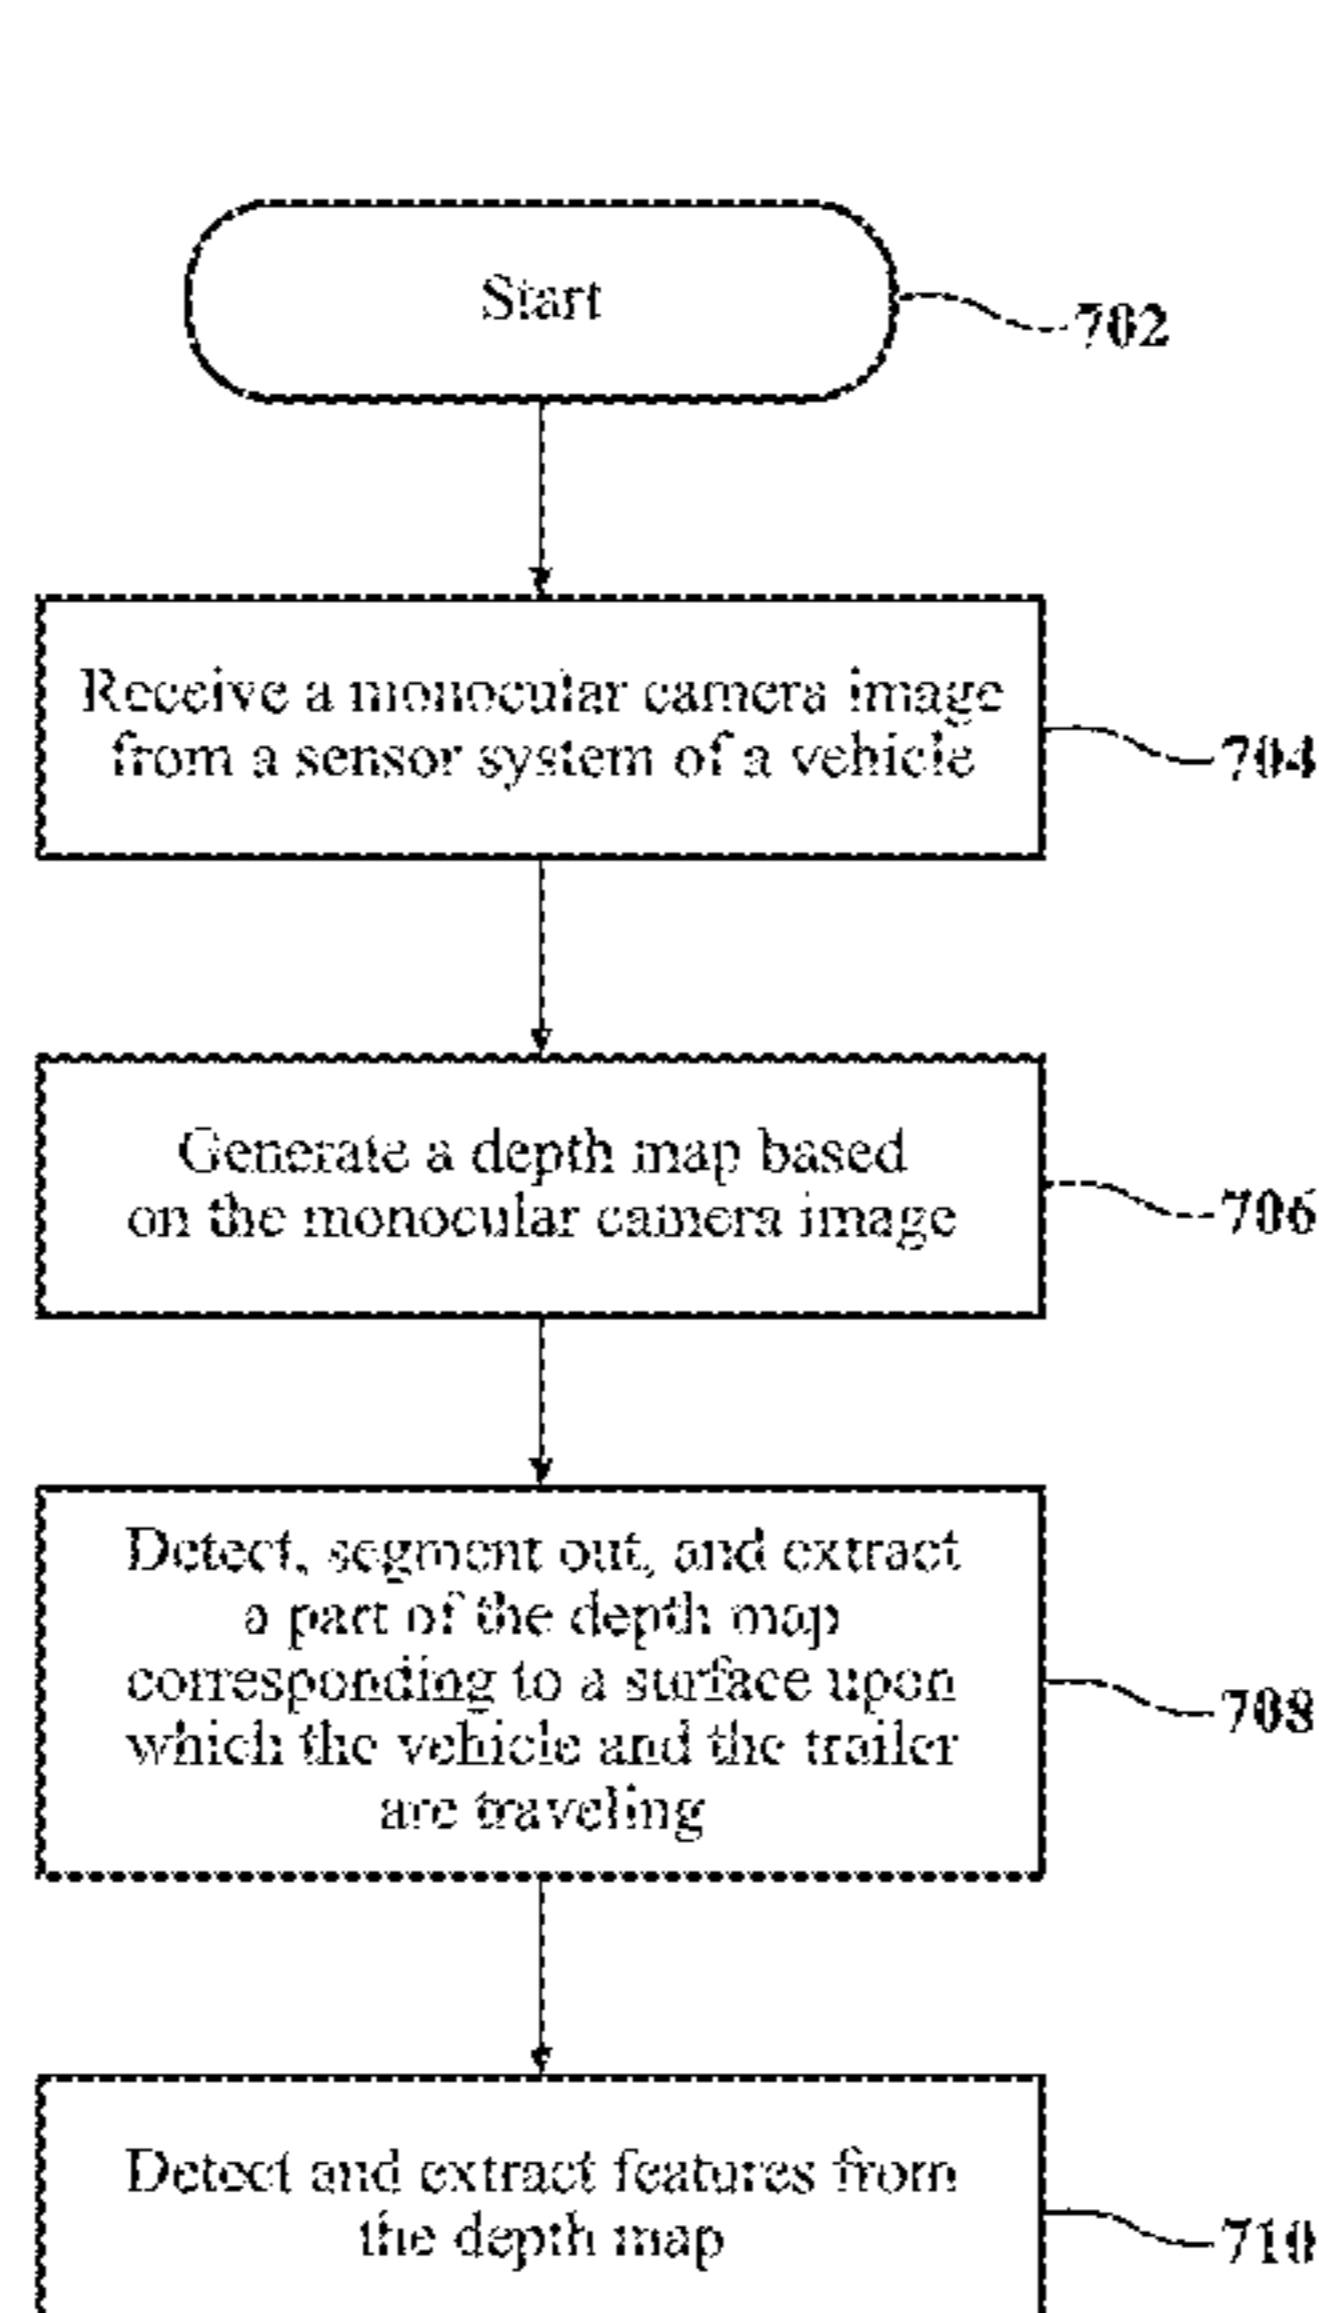 Start
702
Receive a monocular camera image
from a sensor system of a vehicle
704
Generate a depth map based
on the monocular camera image
706
Detect, segment out, and extract
a part of the depth map
corresponding to a surface upon
which the vehicle and the trailer
are traveling
708
Detect and extract features from
the depth map
710